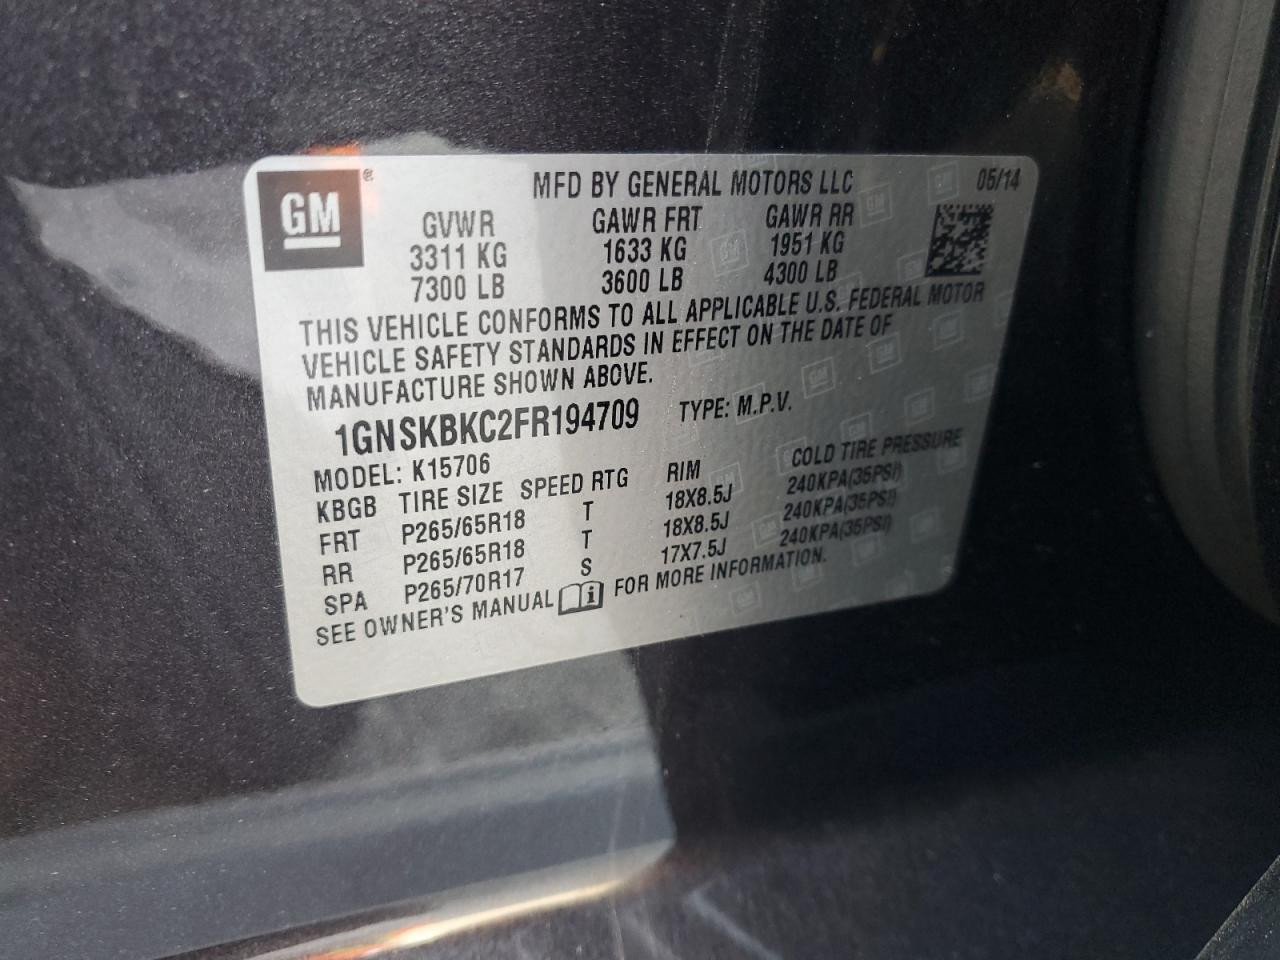 GM ® MFD BY GENERAL MOTORS LLC 05/14
GVWR GAWR FRT GAWR RR
3311 KG 1633 KG 1951 KG
7300 LB 3600 LB 4300 LB
THIS VEHICLE CONFORMS TO ALL APPLICABLE U.S. FEDERAL MOTOR
VEHICLE SAFETY STANDARDS IN EFFECT ON THE DATE OF
MANUFACTURE SHOWN ABOVE.
1GNSKBKC2FR194709 TYPE: M.P.V.
MODEL: K15706
KBGB TIRE SIZE SPEED RTG RIM COLD TIRE PRESSURE
FRT P265/65R18 T 18X8.5J 240KPA(35PSI)
RR P265/65R18 T 18X8.5J 240KPA(35PSI)
SPA P265/70R17 S 17X7.5J 240KPA(35PSI)
SEE OWNER'S MANUAL i FOR MORE INFORMATION.